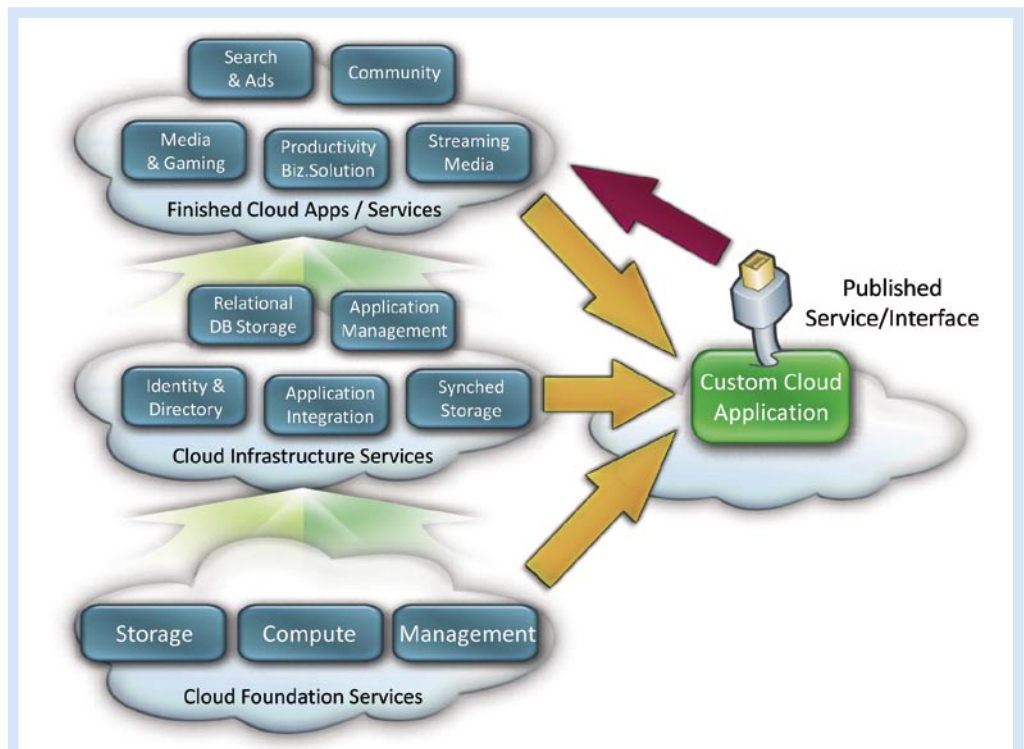 Search
& Ads
Community
Media
& Gaming
Productivity
Biz.Solution
Streaming
Media
Finished Cloud Apps / Services
Relational
DB Storage
Application
Management
Identity &
Directory
Application
Integration
Synched
Storage
Cloud Infrastructure Services
Storage
Compute
Management
Cloud Foundation Services
Published
Service/Interface
Custom Cloud
Application